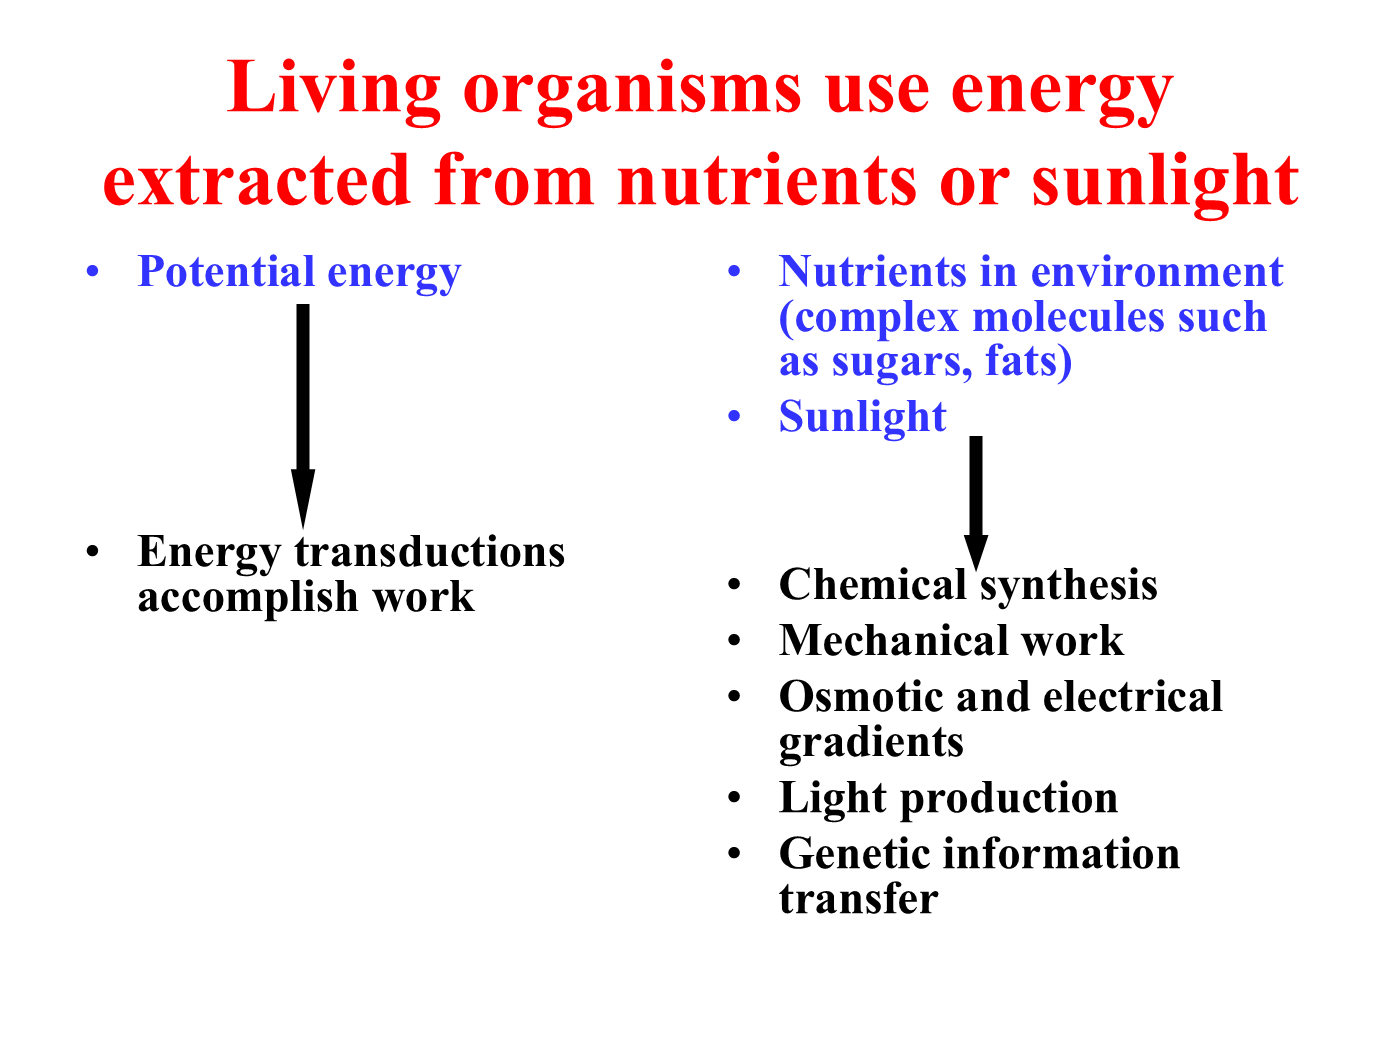 Living organisms use energy
extracted from nutrients or sunlight
• Potential energy
• Energy transductions
accomplish work
• Nutrients in environment
(complex molecules such
as sugars, fats)
• Sunlight
• Chemical synthesis
• Mechanical work
• Osmotic and electrical
gradients
• Light production
• Genetic information
transfer